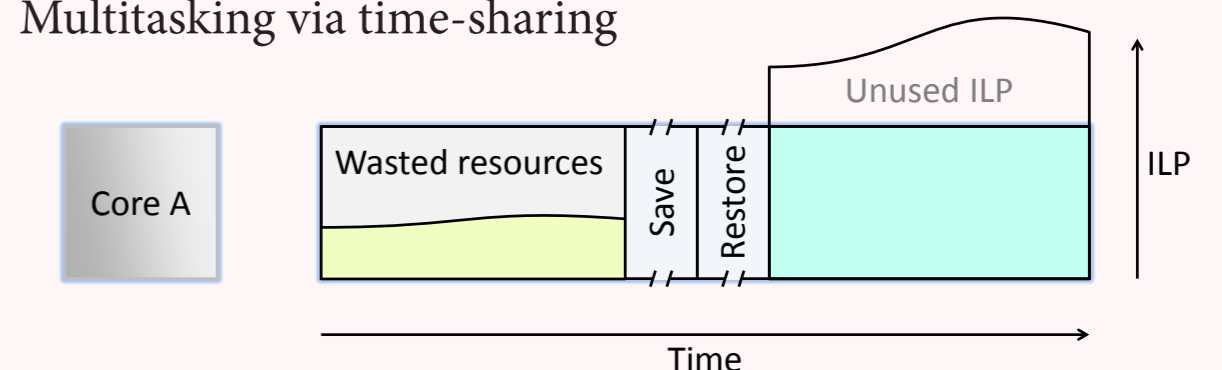 Multitasking via time-sharing
Unused ILP
Wasted resources
Core A
Save
Restore
ILP
Time